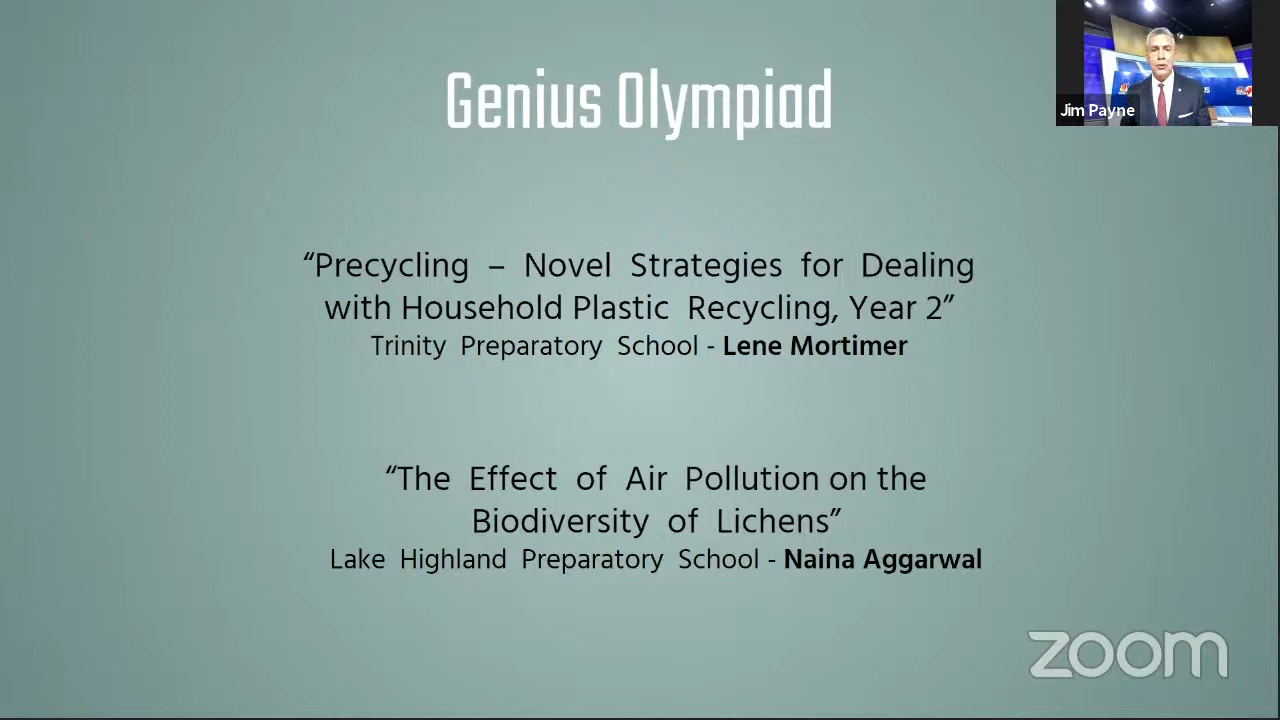 Genius Olympiad
Jim Payne
“Precycling – Novel Strategies for Dealing
with Household Plastic Recycling, Year 2”
Trinity Preparatory School - Lene Mortimer
“The Effect of Air Pollution on the
Biodiversity of Lichens”
Lake Highland Preparatory School - Naina Aggarwal
zoom